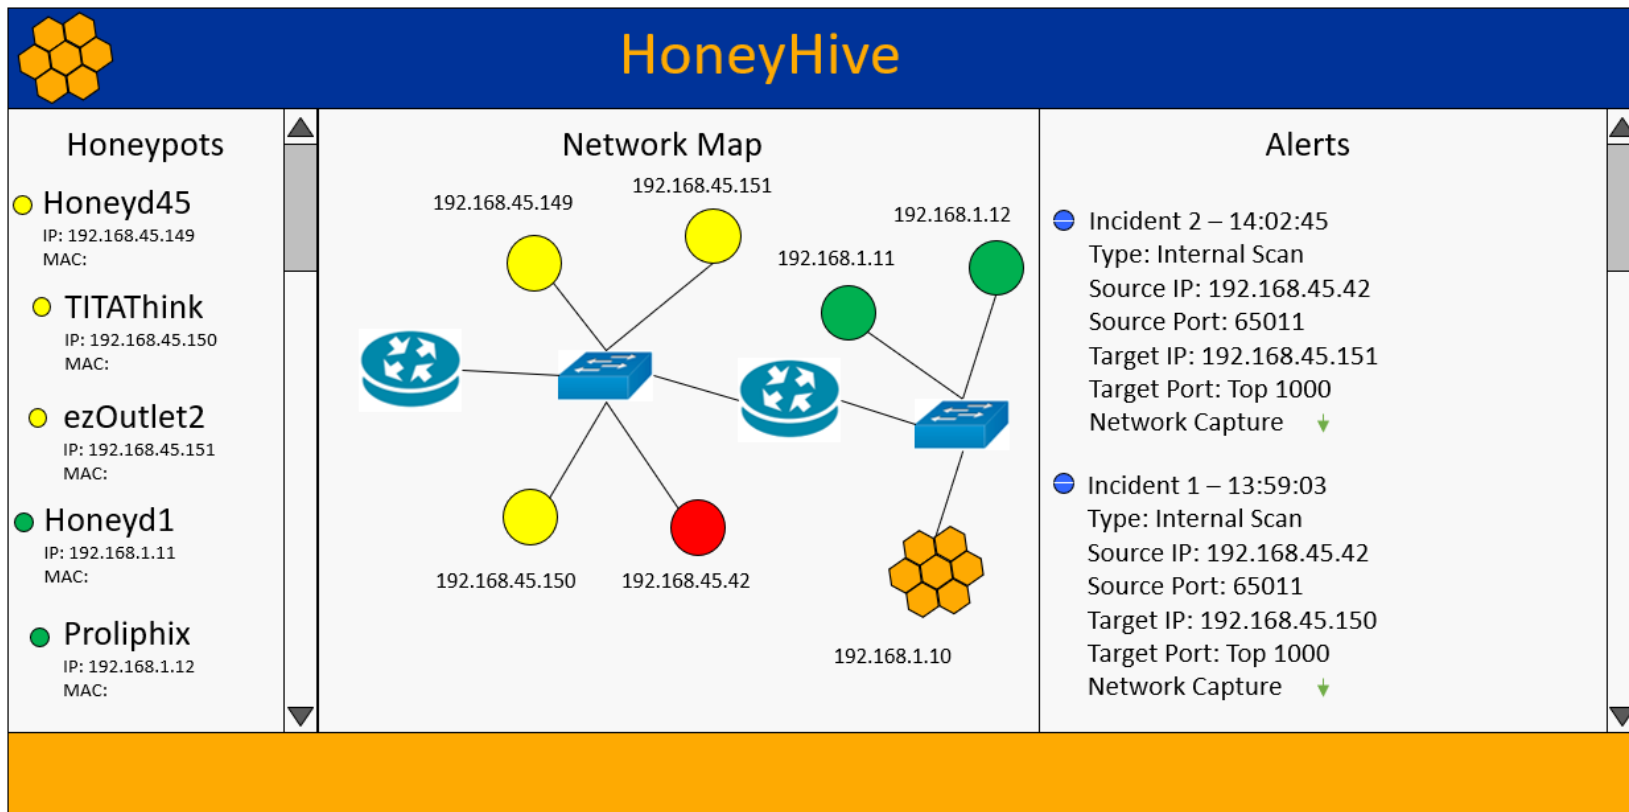 HoneyHive
Honeypots
Honeyd45
IP: 192.168.45.149
MAC:
TITAThink
IP: 192.168.45.150
MAC:
ezOutlet2
IP: 192.168.45.151
MAC:
Honeyd1
IP: 192.168.1.11
MAC:
Proliphix
IP: 192.168.1.12
MAC:
Network Map
192.168.45.149
192.168.45.151
192.168.1.12
192.168.1.11
192.168.45.150
192.168.45.42
192.168.1.10
Alerts
Incident 2 – 14:02:45
Type: Internal Scan
Source IP: 192.168.45.42
Source Port: 65011
Target IP: 192.168.45.151
Target Port: Top 1000
Network Capture
Incident 1 – 13:59:03
Type: Internal Scan
Source IP: 192.168.45.42
Source Port: 65011
Target IP: 192.168.45.150
Target Port: Top 1000
Network Capture